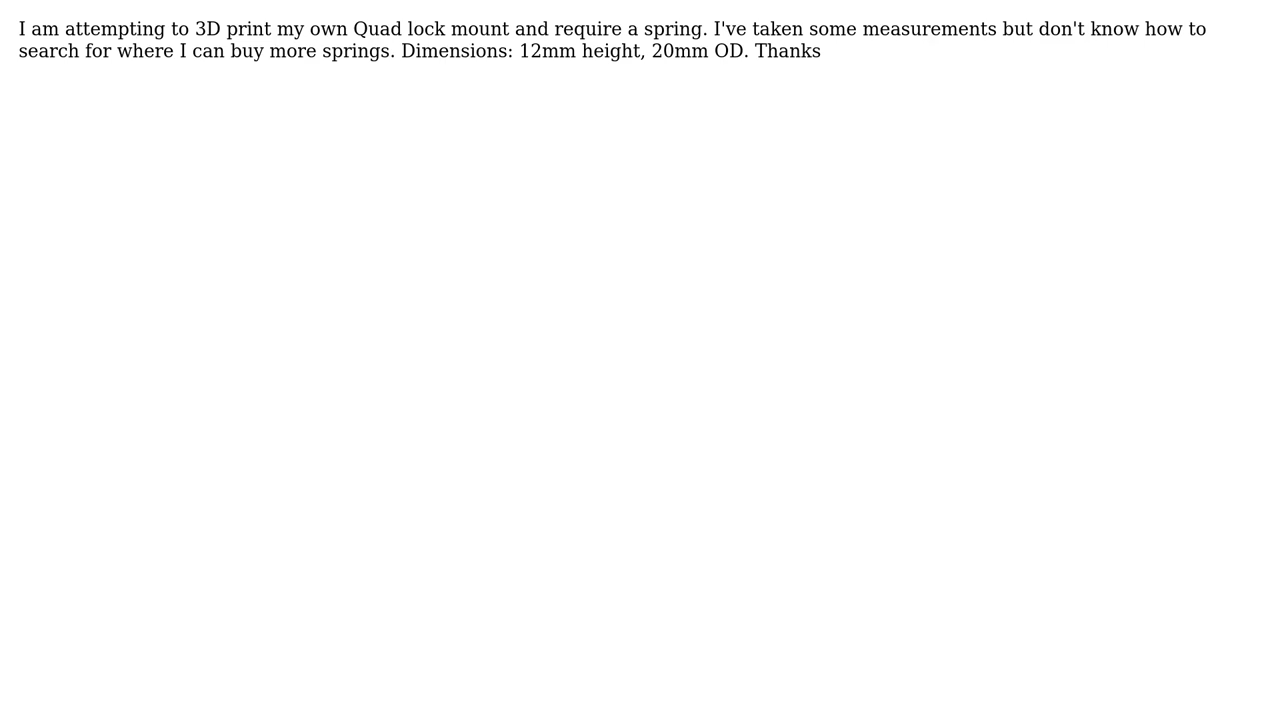 I am attempting to 3D print my own Quad lock mount and require a spring. I've taken some measurements but don't know how to
search for where I can buy more springs. Dimensions: 12mm height, 20mm OD. Thanks